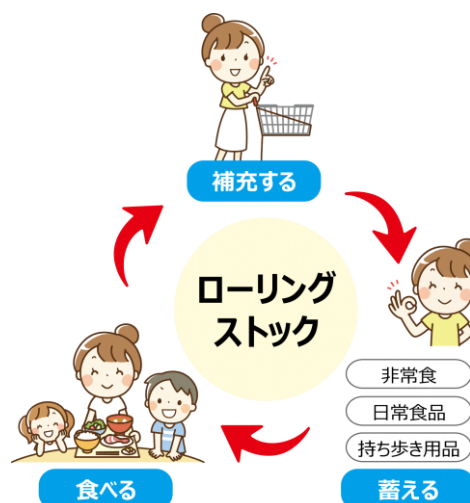 補充する
ローリング
ストック
非常食
日常食品
持ち歩き用品
蓄える
食べる